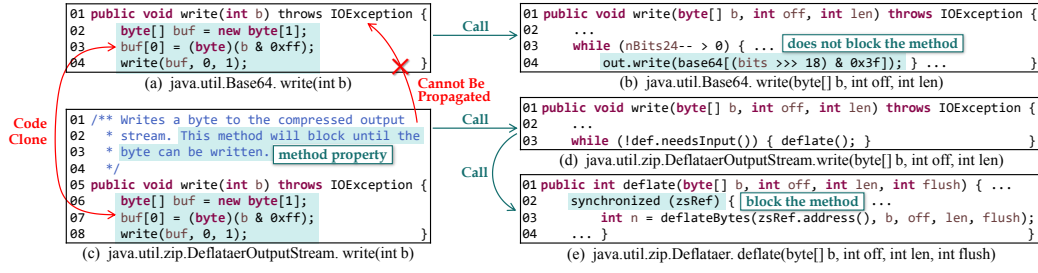 01 public void write(int b) throws IOException {
02 byte[] buf = new byte[1];
03 buf[0] = (byte)(b & 0xff);
04 write(buf, 0, 1); }
(a) java.util.Base64. write(int b)
Call
01 public void write(byte[] b, int off, int len) throws IOException {
02 ...
03 while (nBits24-- > 0) { ... does not block the method
04 out.write(base64[(bits >>> 18) & 0x3f]); } ... }
(b) java.util.Base64. write(byte[] b, int off, int len)
Cannot Be
Propagated
Code
Clone
01 /** Writes a byte to the compressed output
02 * stream. This method will block until the
03 * byte can be written. method property
04 */
05 public void write(int b) throws IOException {
06 byte[] buf = new byte[1];
07 buf[0] = (byte)(b & 0xff);
08 write(buf, 0, 1); }
(c) java.util.zip.DeflataerOutputStream. write(int b)
Call
01 public void write(byte[] b, int off, int len) throws IOException {
02 ...
03 while (!def.needsInput()) { deflate(); } }
(d) java.util.zip.DeflataerOutputStream.write(byte[] b, int off, int len)
Call
01 public int deflate(byte[] b, int off, int len, int flush) { ...
02 synchronized (zsRef) { block the method ...
03 int n = deflateBytes(zsRef.address(), b, off, len, flush);
04 ... } }
(e) java.util.zip.Deflataer. deflate(byte[] b, int off, int len, int flush)